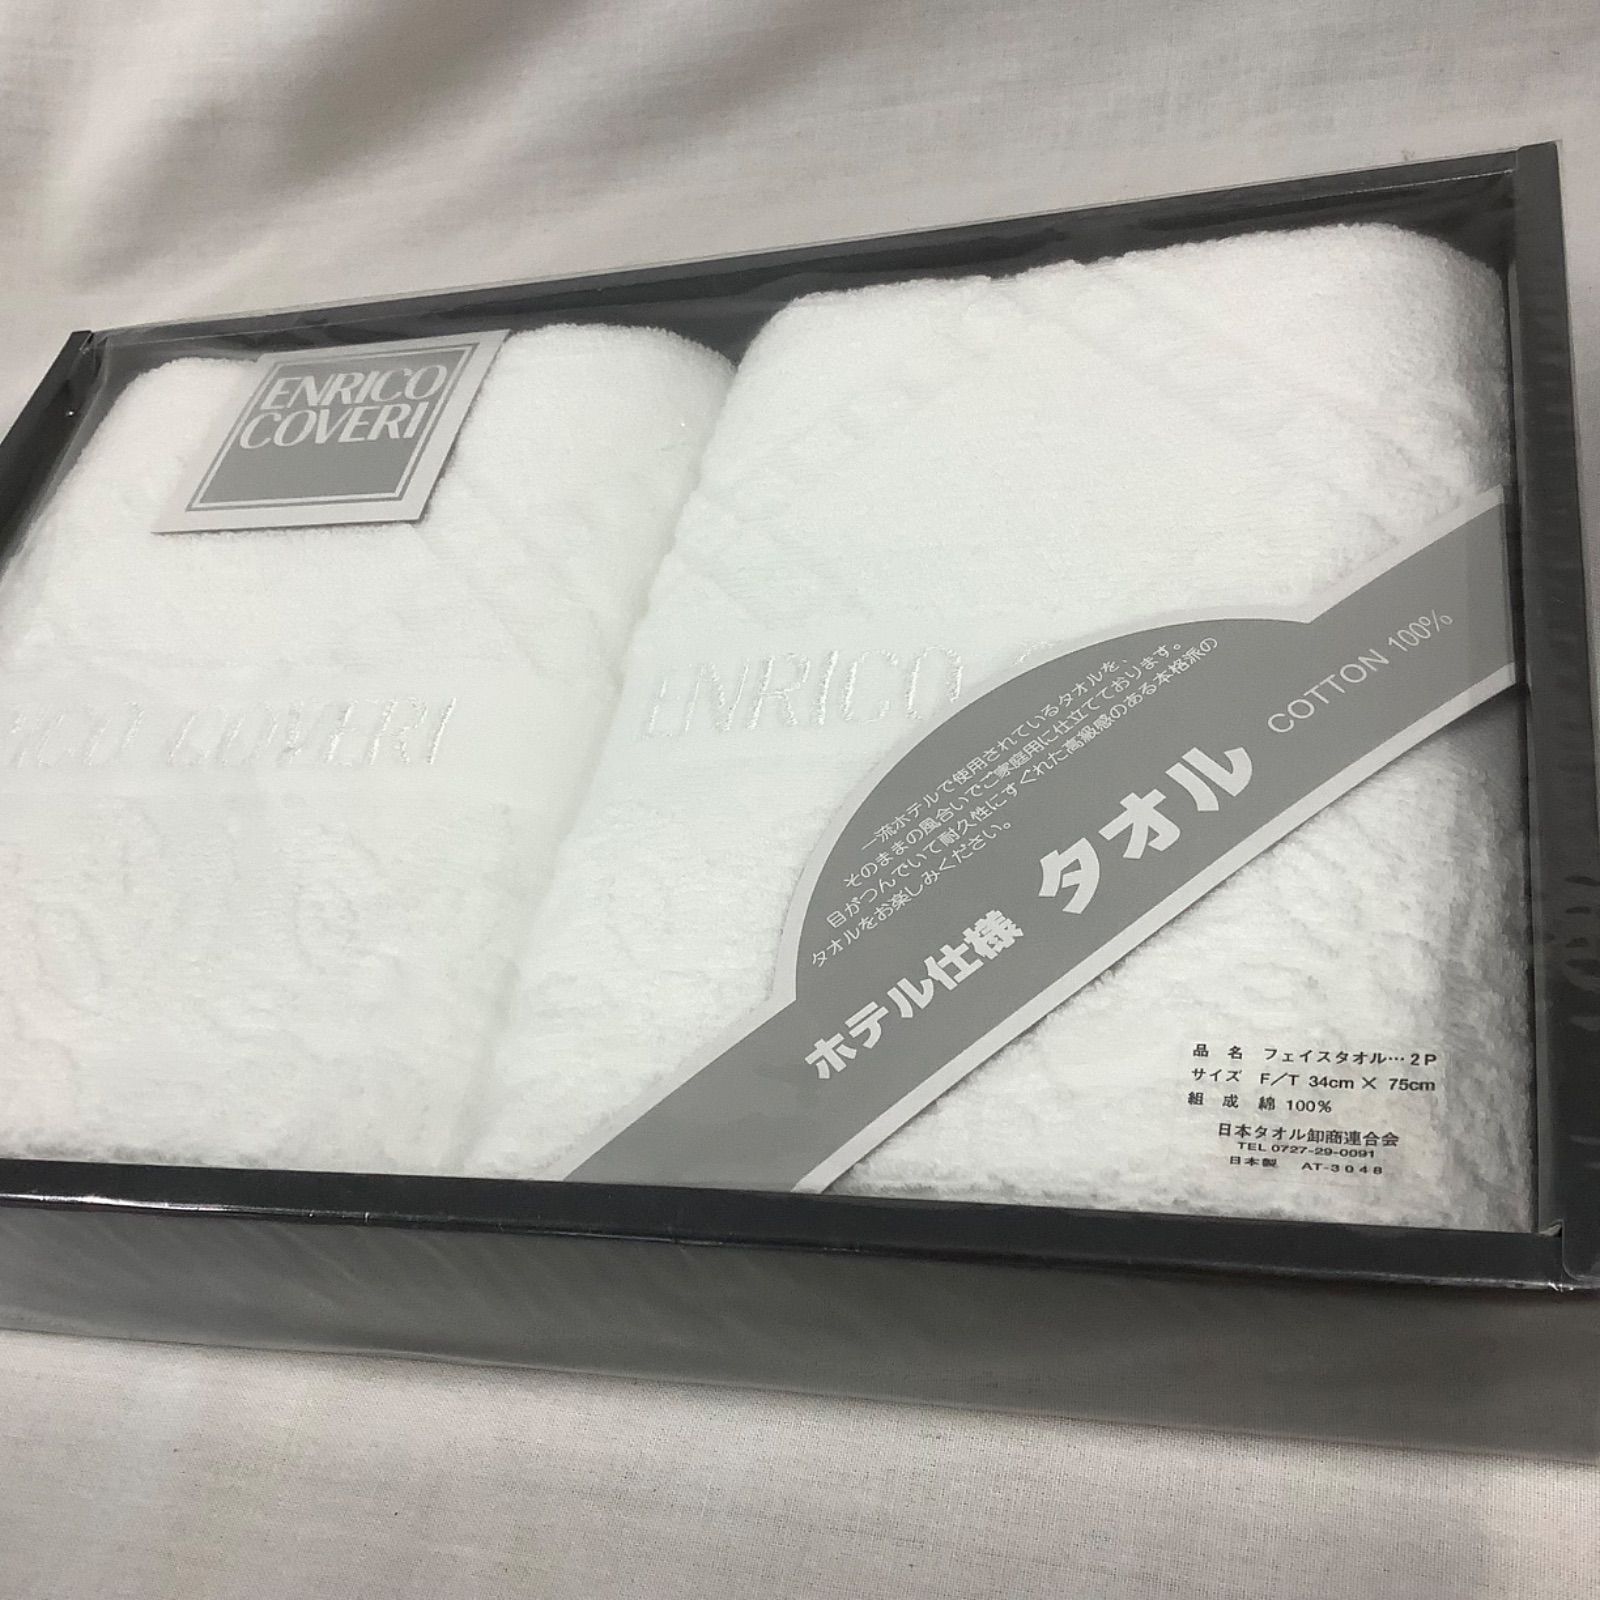 ENRICO
COVERI
RICO COVERI
ENRICO
一流ホテルで使用されているタオルを、
そのままの風合いでご家庭用に仕立てております。
目がつんでいて耐久性にすぐれた高級感のある本格派の
タオルをお楽しみください。
ホテル仕様 タオル COTTON 100%
品 名 フェイスタオル…2P
サイズ F/T 34cm × 75cm
組 成 綿 100%
日本タオル卸商連合会
TEL 0727-29-0091
日本製 AT-3048